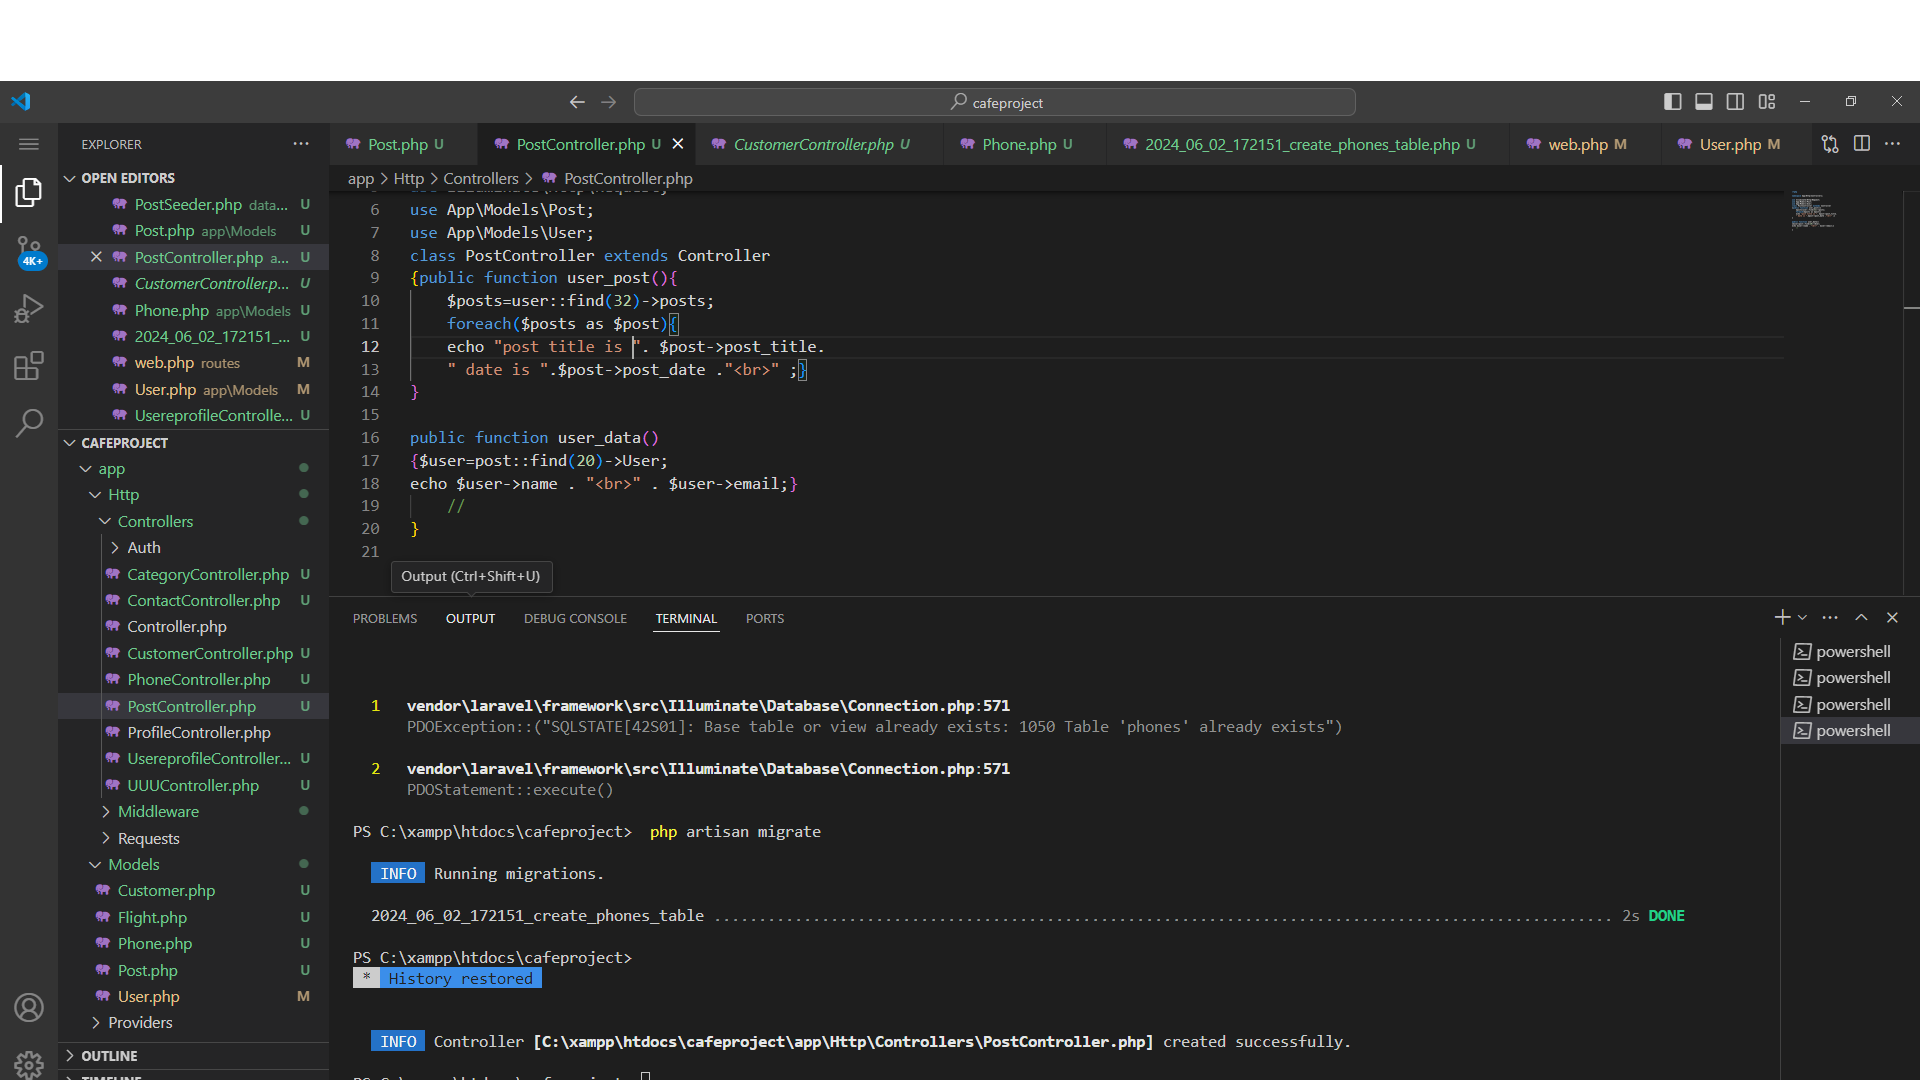 cafeproject
EXPLORER
Post.php U
PostController.php U
CustomerController.php U
Phone.php U
2024_06_02_172151_create_phones_table.php U
web.php M
User.php M
OPEN EDITORS
app > Http > Controllers > PostController.php
PostSeeder.php data... U
Post.php app\Models U
PostController.php a... U
CustomerController.p... U
Phone.php app\Models U
2024_06_02_172151_... U
web.php routes M
User.php app\Models M
UsereprofileControlle... U
CAFEPROJECT
app
Http
Controllers
Auth
CategoryController.php U
ContactController.php U
Controller.php
CustomerController.php U
PhoneController.php U
PostController.php U
ProfileController.php
UsereprofileController... U
UUUController.php U
Middleware
Requests
Models
Customer.php U
Flight.php U
Phone.php U
Post.php U
User.php M
Providers
OUTLINE
TIMELINE
4K+
6 use App\Models\Post;
7 use App\Models\User;
8 class PostController extends Controller
9 {public function user_post(){
10 $posts=user::find(32)->posts;
11 foreach($posts as $post){
12 echo "post title is ". $post->post_title.
13 " date is ".$post->post_date ."<br>" ;}
14 }
15
16 public function user_data()
17 {$user=post::find(20)->User;
18 echo $user->name . "<br>" . $user->email;}
19 //
20 }
21
Output (Ctrl+Shift+U)
PROBLEMS OUTPUT DEBUG CONSOLE TERMINAL PORTS
1 vendor\laravel\framework\src\Illuminate\Database\Connection.php:571
PDOException::("SQLSTATE[42S01]: Base table or view already exists: 1050 Table 'phones' already exists")
2 vendor\laravel\framework\src\Illuminate\Database\Connection.php:571
PDOStatement::execute()
PS C:\xampp\htdocs\cafeproject> php artisan migrate
INFO Running migrations.
2024_06_02_172151_create_phones_table .................................................................................................... 2s DONE
PS C:\xampp\htdocs\cafeproject>
* History restored
INFO Controller [C:\xampp\htdocs\cafeproject\app\Http\Controllers\PostController.php] created successfully.
powershell
powershell
powershell
powershell